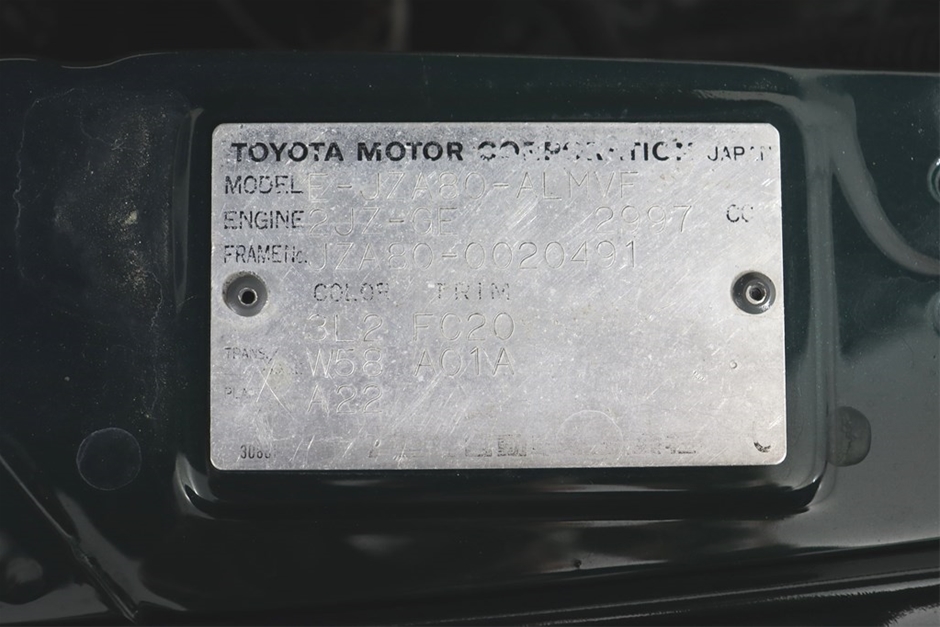 TOYOTA MOTOR CORPORATION JAPAN
MODEL E-JZA80-ALMVF
ENGINE 2JZ-GE 2997 CC
FRAME No. JZA80-0020491
COLOR TRIM
3L2 FC20
TRANS. W58 A01A
A22